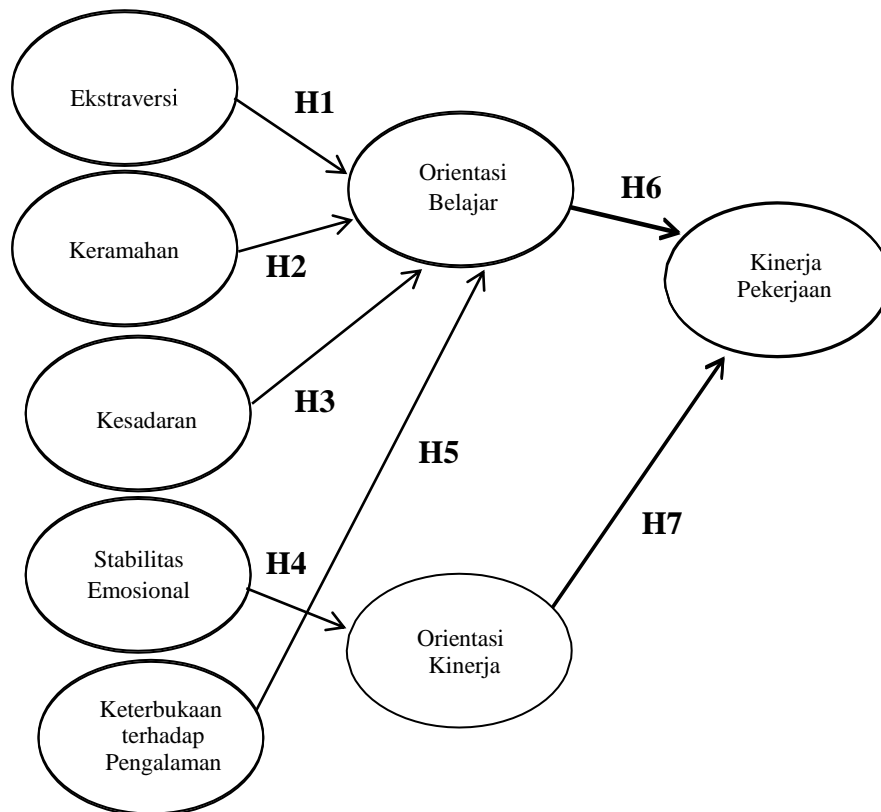 Ekstraversi
H1
Orientasi
Belajar
H6
Keramahan
H2
Kinerja
Pekerjaan
Kesadaran
H3
H5
H7
Stabilitas
Emosional
H4
Orientasi
Kinerja
Keterbukaan
terhadap
Pengalaman